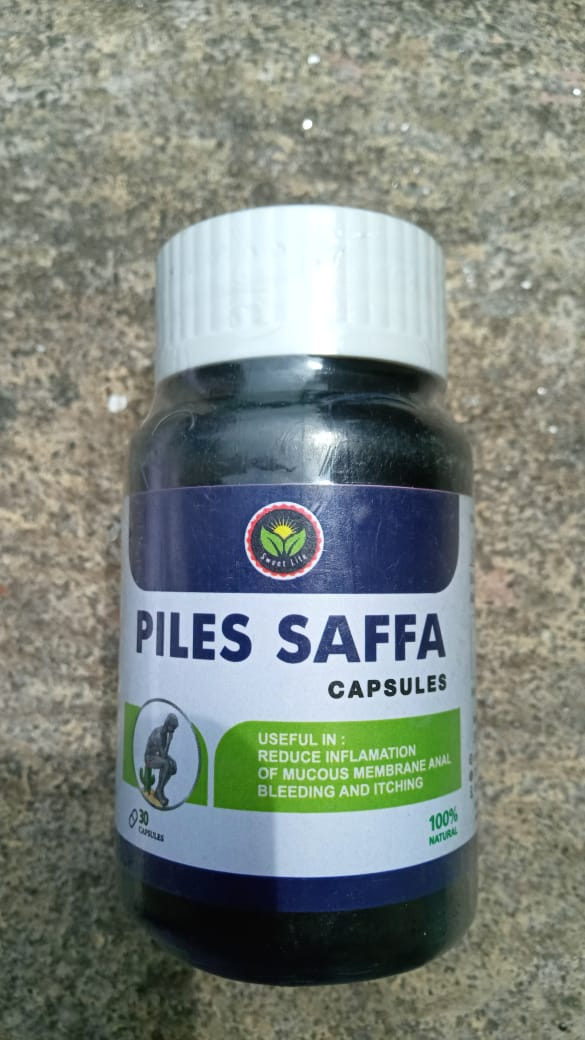 Sweet Life
PILES SAFFA
CAPSULES
USEFUL IN :
REDUCE INFLAMATION
OF MUCOUS MEMBRANE ANAL
BLEEDING AND ITCHING
30
CAPSULES
100%
NATURAL